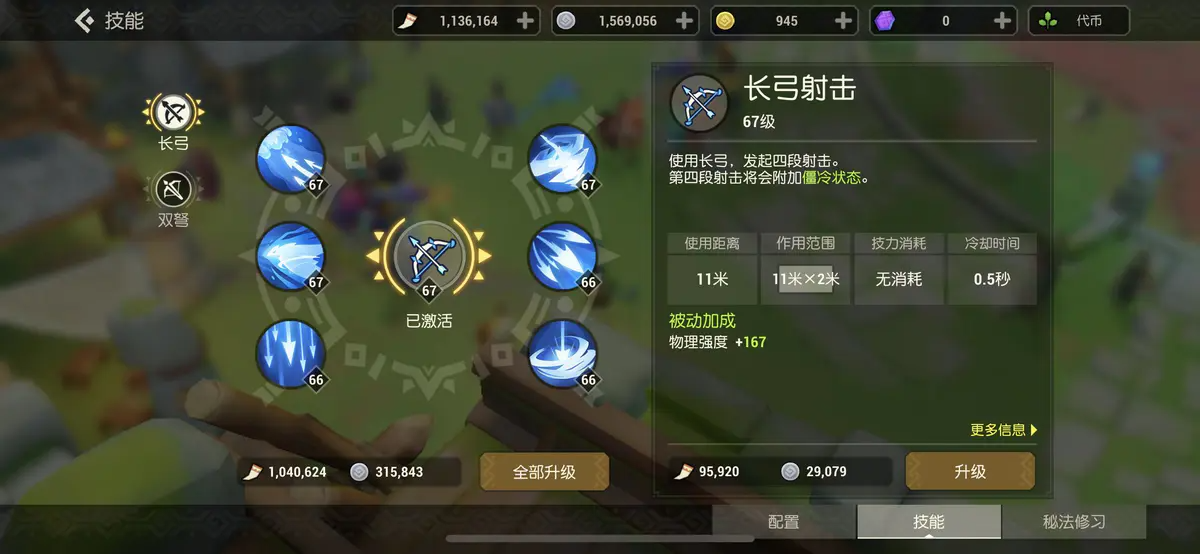 技能
1,136,164
1,569,056
945
0
代币
长弓
双弩
67
67
67
66
66
66
67
已激活
长弓射击
67级
使用长弓，发起四段射击。
第四段射击将会附加僵冷状态。
使用距离 作用范围 技力消耗 冷却时间
11米 11米×2米 无消耗 0.5秒
被动加成
物理强度 +167
更多信息
1,040,624 315,843 全部升级
95,920 29,079 升级
配置 技能 秘法修习